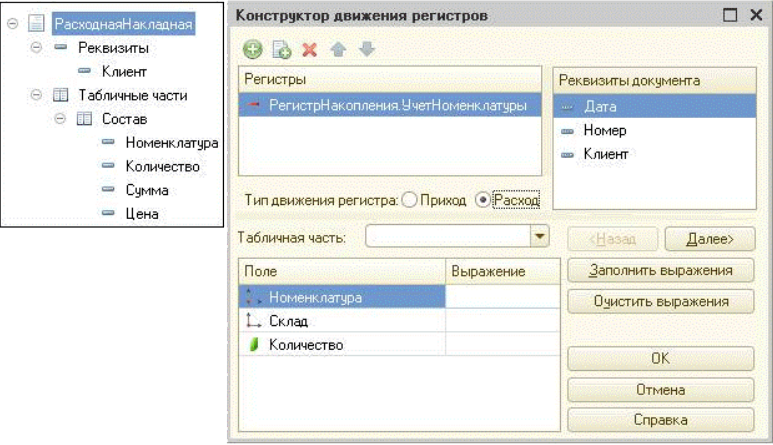 РасходнаяНакладная
Реквизиты
Клиент
Табличные части
Состав
Номенклатура
Количество
Сумма
Цена
Конструктор движения регистров
Регистры
РегистрНакопления.УчетНоменклатуры
Реквизиты документа
Дата
Номер
Клиент
Тип движения регистра: Приход Расход
Табличная часть:
<Назад Далее>
Поле Выражение
Номенклатура
Склад
Количество
Заполнить выражения
Очистить выражения
OK
Отмена
Справка